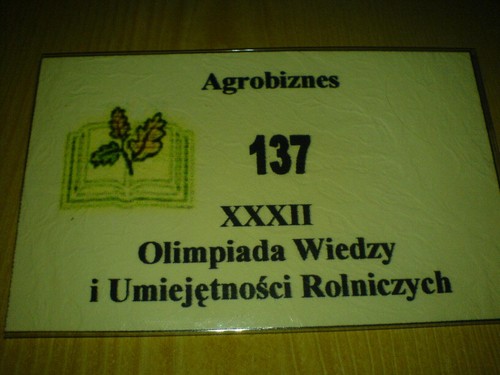 Agrobiznes
137
XXXII
Olimpiada Wiedzy
i Umiejętności Rolniczych